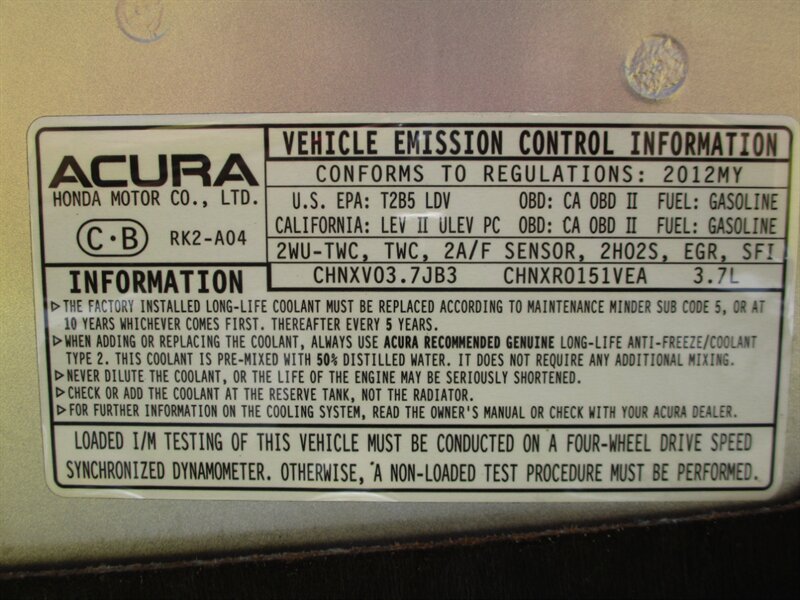 ACURA
HONDA MOTOR CO., LTD.
C·B RK2-A04
VEHICLE EMISSION CONTROL INFORMATION
CONFORMS TO REGULATIONS: 2012MY
U.S. EPA: T2B5 LDV OBD: CA OBD II FUEL: GASOLINE
CALIFORNIA: LEV II ULEV PC OBD: CA OBD II FUEL: GASOLINE
2WU-TWC, TWC, 2A/F SENSOR, 2HO2S, EGR, SFI
CHNXV03.7JB3 CHNXR0151VEA 3.7L
INFORMATION
▷THE FACTORY INSTALLED LONG-LIFE COOLANT MUST BE REPLACED ACCORDING TO MAINTENANCE MINDER SUB CODE 5, OR AT
10 YEARS WHICHEVER COMES FIRST. THEREAFTER EVERY 5 YEARS.
▷WHEN ADDING OR REPLACING THE COOLANT, ALWAYS USE ACURA RECOMMENDED GENUINE LONG-LIFE ANTI-FREEZE/COOLANT
TYPE 2. THIS COOLANT IS PRE-MIXED WITH 50% DISTILLED WATER. IT DOES NOT REQUIRE ANY ADDITIONAL MIXING.
▷NEVER DILUTE THE COOLANT, OR THE LIFE OF THE ENGINE MAY BE SERIOUSLY SHORTENED.
▷CHECK OR ADD THE COOLANT AT THE RESERVE TANK, NOT THE RADIATOR.
▷FOR FURTHER INFORMATION ON THE COOLING SYSTEM, READ THE OWNER'S MANUAL OR CHECK WITH YOUR ACURA DEALER.
LOADED I/M TESTING OF THIS VEHICLE MUST BE CONDUCTED ON A FOUR-WHEEL DRIVE SPEED
SYNCHRONIZED DYNAMOMETER. OTHERWISE, A NON-LOADED TEST PROCEDURE MUST BE PERFORMED.